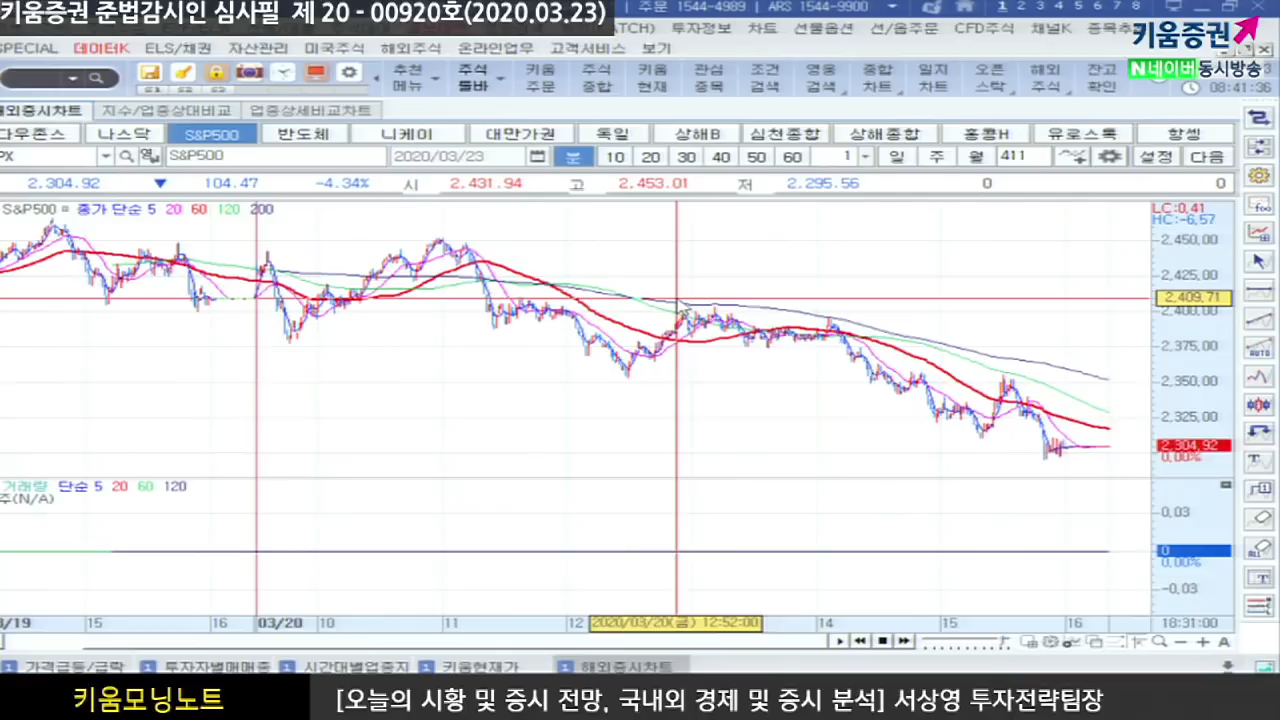 키움증권 준법감시인 심사필 제 20 - 00920호(2020.03.23)
주문 1544-4989 | ARS 1544-9900
1 2 3 4 5 6 7 8
SPECIAL 데이터K ELS/채권 자산관리 미국주식 해외주식 온라인업무 고객서비스 보기
투자정보 차트 선물옵션 선/옵주문 CFD주식 채널K
키움증권
N네이버 동시방송
추천 메뉴 주식 툴바 키움 주문 주식 종합 키움 현재 관심 종목 조건 검색 영웅 검색 종합 차트 일지 차트 오픈 스탁 해외 주식 잔고 확인
08:41:36
해외증시차트 지수/업종상대비교 업종상세비교차트
다우존스 나스닥 S&P500 반도체 니케이 대만가권 독일 상해B 심천종합 상해종합 홍콩H 유로스톡 항셍
S&P500 2020/03/23 분 10 20 30 40 50 60 1 일 주 월 411 설정 다음
2.304.92 ▼ 104.47 -4.34% 시 2.431.94 고 2.453.01 저 2.295.56 0 0
S&P500 종가 단순 5 20 60 120 200
LC:0.41
HC:-6.57
2,450.00
2,425.00
2,409.71
2,400.00
2,375.00
2,350.00
2,325.00
2,304.92
0.00%
거래량 단순 5 20 60 120
주(N/A)
0.03
0
0.00%
-0.03
3/19 15 16 03/20 10 11 12 2020/03/20(금) 12:52:00 14 15 16 18:31:00
1 가격급등/급락 1 투자자별매매종 1 시간대별업종지 1 키움현재가 1 해외증시차트
키움모닝노트 [오늘의 시황 및 증시 전망, 국내외 경제 및 증시 분석] 서상영 투자전략팀장